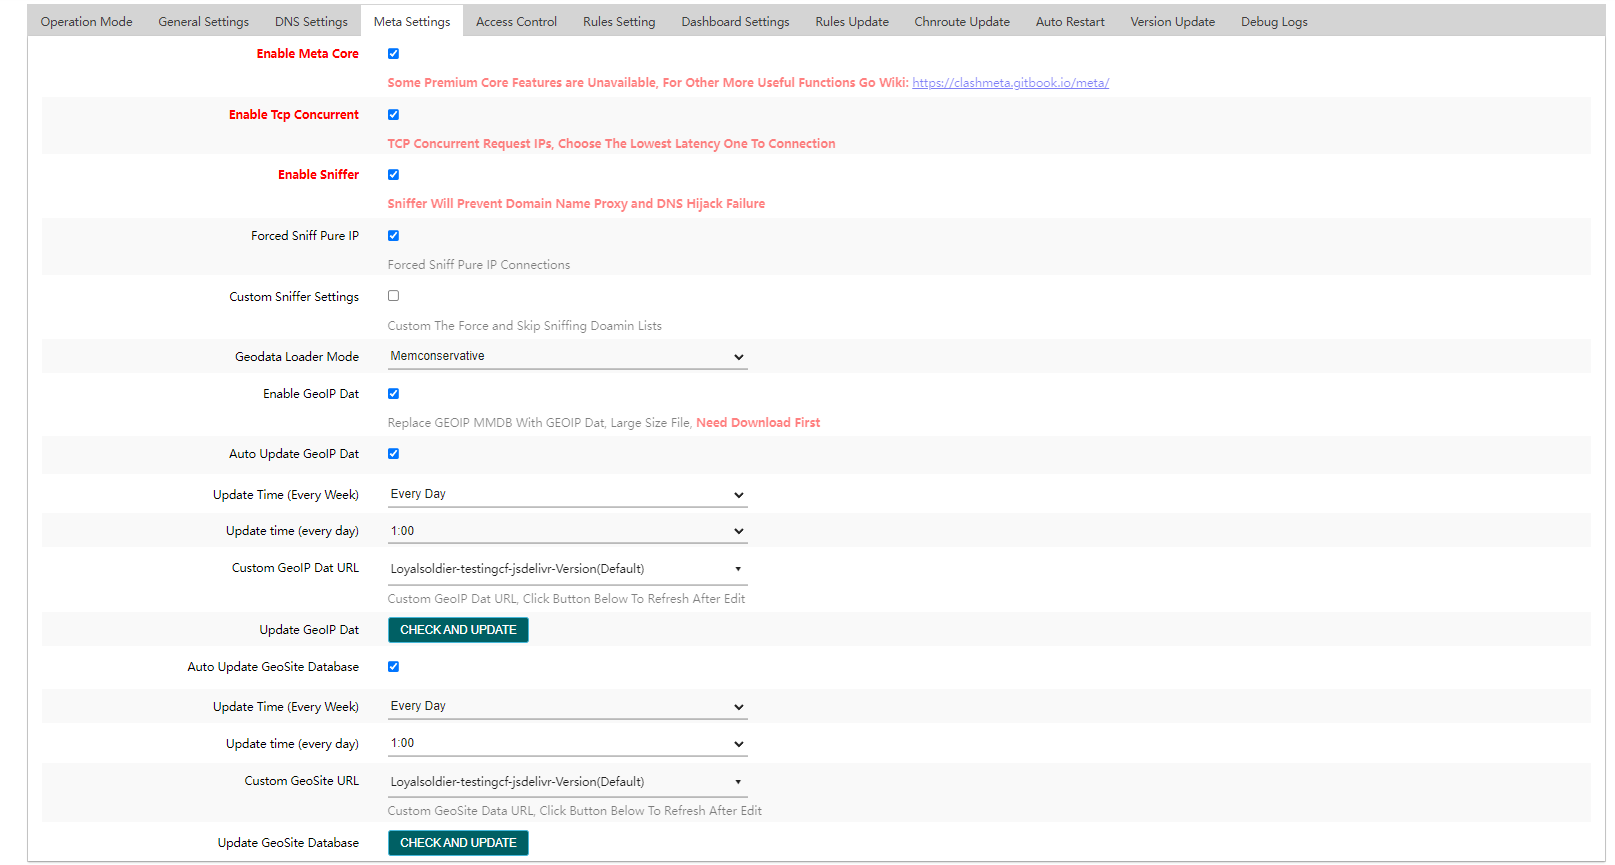 Operation Mode General Settings DNS Settings Meta Settings Access Control Rules Setting Dashboard Settings Rules Update Chnroute Update Auto Restart Version Update Debug Logs
Enable Meta Core
Some Premium Core Features are Unavailable, For Other More Useful Functions Go Wiki: https://clashmeta.gitbook.io/meta/
Enable Tcp Concurrent
TCP Concurrent Request IPs, Choose The Lowest Latency One To Connection
Enable Sniffer
Sniffer Will Prevent Domain Name Proxy and DNS Hijack Failure
Forced Sniff Pure IP
Forced Sniff Pure IP Connections
Custom Sniffer Settings
Custom The Force and Skip Sniffing Doamin Lists
Geodata Loader Mode Memconservative
Enable GeoIP Dat
Replace GEOIP MMDB With GEOIP Dat, Large Size File, Need Download First
Auto Update GeoIP Dat
Update Time (Every Week) Every Day
Update time (every day) 1:00
Custom GeoIP Dat URL Loyalsoldier-testingcf-jsdelivr-Version(Default)
Custom GeoIP Dat URL, Click Button Below To Refresh After Edit
Update GeoIP Dat CHECK AND UPDATE
Auto Update GeoSite Database
Update Time (Every Week) Every Day
Update time (every day) 1:00
Custom GeoSite URL Loyalsoldier-testingcf-jsdelivr-Version(Default)
Custom GeoSite Data URL, Click Button Below To Refresh After Edit
Update GeoSite Database CHECK AND UPDATE